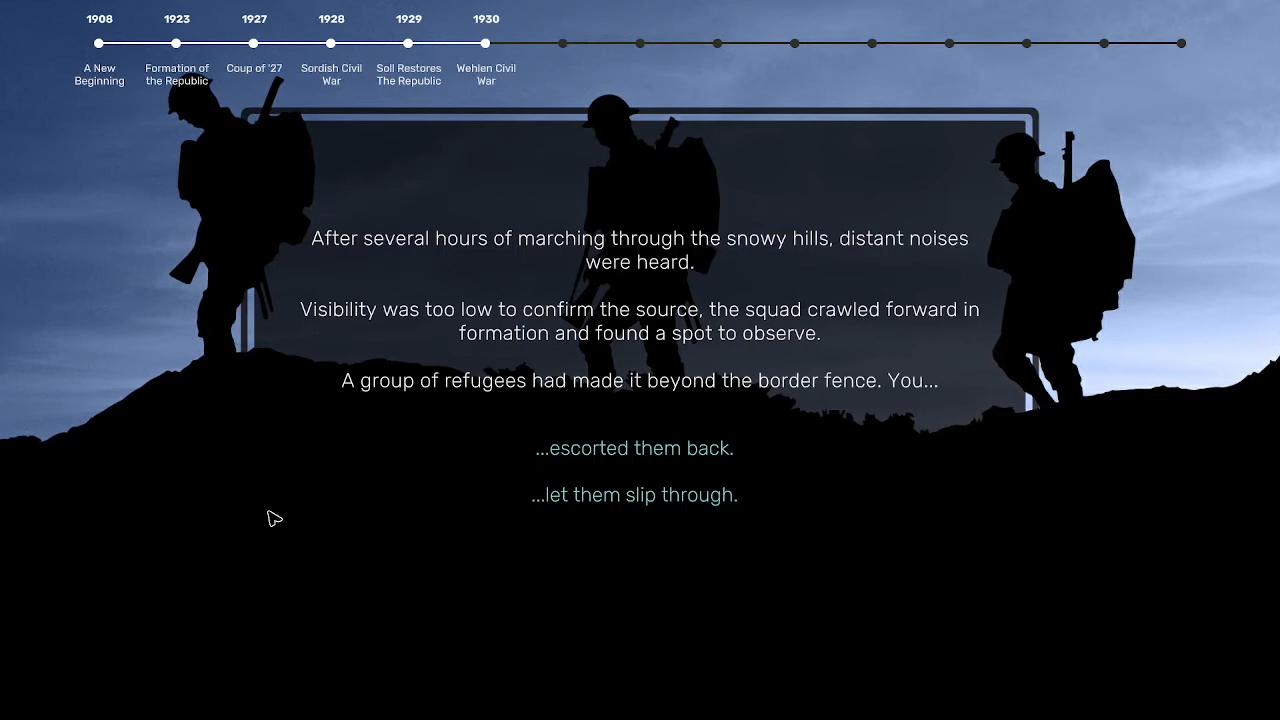 1908
1923
1927
1928
1929
1930
A New
Beginning
Formation of
the Republic
Coup of '27
Sordish Civil
War
Soll Restores
The Republic
Wehlen Civil
War
After several hours of marching through the snowy hills, distant noises
were heard.
Visibility was too low to confirm the source, the squad crawled forward in
formation and found a spot to observe.
A group of refugees had made it beyond the border fence. You...
...escorted them back.
...let them slip through.